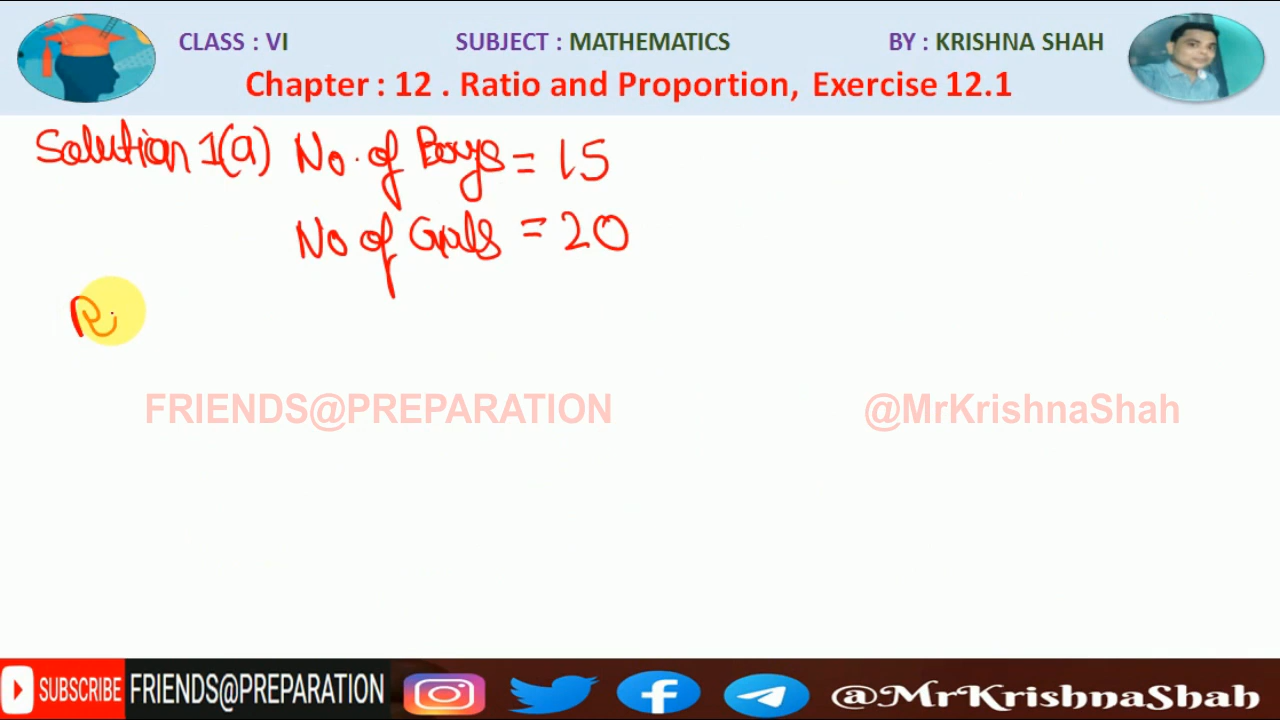 CLASS : VI SUBJECT : MATHEMATICS BY : KRISHNA SHAH
Chapter : 12 . Ratio and Proportion, Exercise 12.1
Solution 1(a) No. of Boys = 15
No of Girls = 20
R
FRIENDS@PREPARATION @MrKrishnaShah
SUBSCRIBE FRIENDS@PREPARATION @MrKrishnaShah